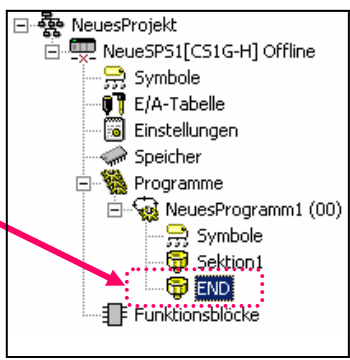 NeuesProjekt
NeueSPS1[CS1G-H] Offline
Symbole
E/A-Tabelle
Einstellungen
Speicher
Programme
NeuesProgramm1 (00)
Symbole
Sektion1
END
Funktionsblöcke